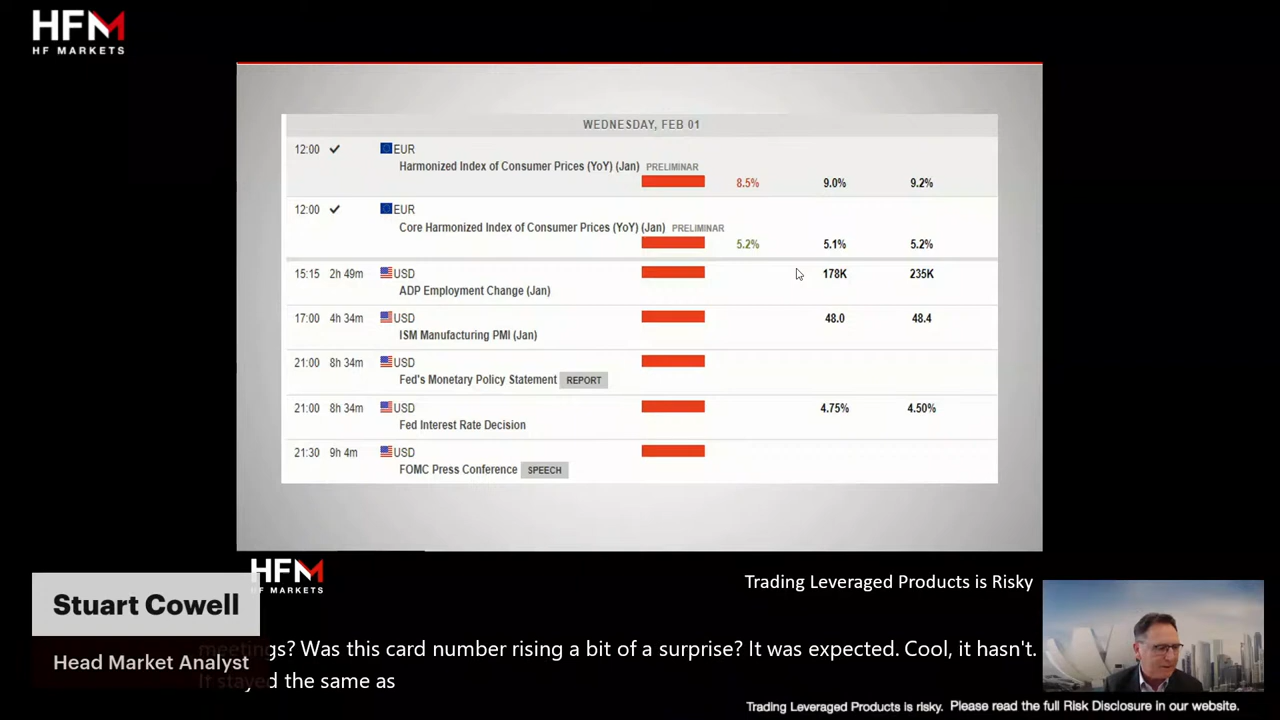 HFM
HF MARKETS
WEDNESDAY, FEB 01
12:00 EUR
Harmonized Index of Consumer Prices (YoY) (Jan) PRELIMINAR
8.5% 9.0% 9.2%
12:00 EUR
Core Harmonized Index of Consumer Prices (YoY) (Jan) PRELIMINAR
5.2% 5.1% 5.2%
15:15 2h 49m USD 178K 235K
ADP Employment Change (Jan)
17:00 4h 34m USD 48.0 48.4
ISM Manufacturing PMI (Jan)
21:00 8h 34m USD
Fed's Monetary Policy Statement REPORT
21:00 8h 34m USD 4.75% 4.50%
Fed Interest Rate Decision
21:30 9h 4m USD
FOMC Press Conference SPEECH
HFM
HF MARKETS
Trading Leveraged Products is Risky
Stuart Cowell
Head Market Analyst
meetings? Was this card number rising a bit of a surprise? It was expected. Cool, it hasn't.
It stayed the same as
Trading Leveraged Products is risky. Please read the full Risk Disclosure in our website.